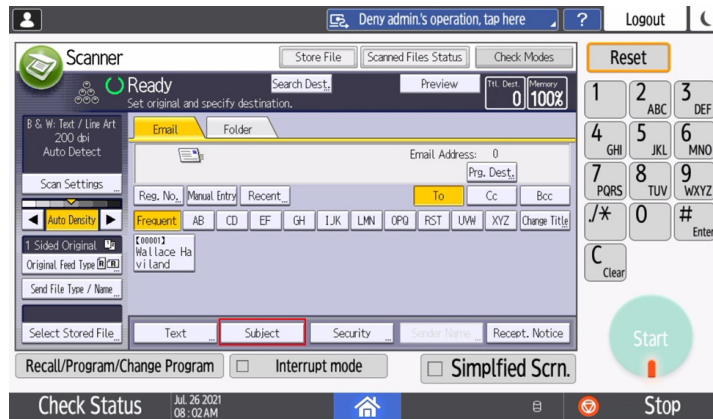 Deny admin.'s operation, tap here
?
Logout
Scanner
Store File
Scanned Files Status
Check Modes
Reset
Ready
Search Dest.
Preview
Ttl. Dest.
0
Memory
100%
Set original and specify destination.
B & W: Text / Line Art
200 dpi
Auto Detect
Scan Settings
Auto Density
1 Sided Original
Original Feed Type
Send File Type / Name
Select Stored File
Email
Folder
Email Address: 0
Prg. Dest.
Reg. No.
Manual Entry
Recent
To
Cc
Bcc
Frequent
AB
CD
EF
GH
IJK
LMN
OPQ
RST
UVW
XYZ
Change Title
[00001]
Wallace Ha
viland
Text
Subject
Security
Sender Name
Recept. Notice
1
2 ABC
3 DEF
4 GHI
5 JKL
6 MNO
7 PQRS
8 TUV
9 WXYZ
./*
0
# Enter
C Clear
Start
Recall/Program/Change Program
Interrupt mode
Simplfied Scrn.
Check Status
Jul. 26 2021
08:02AM
Stop